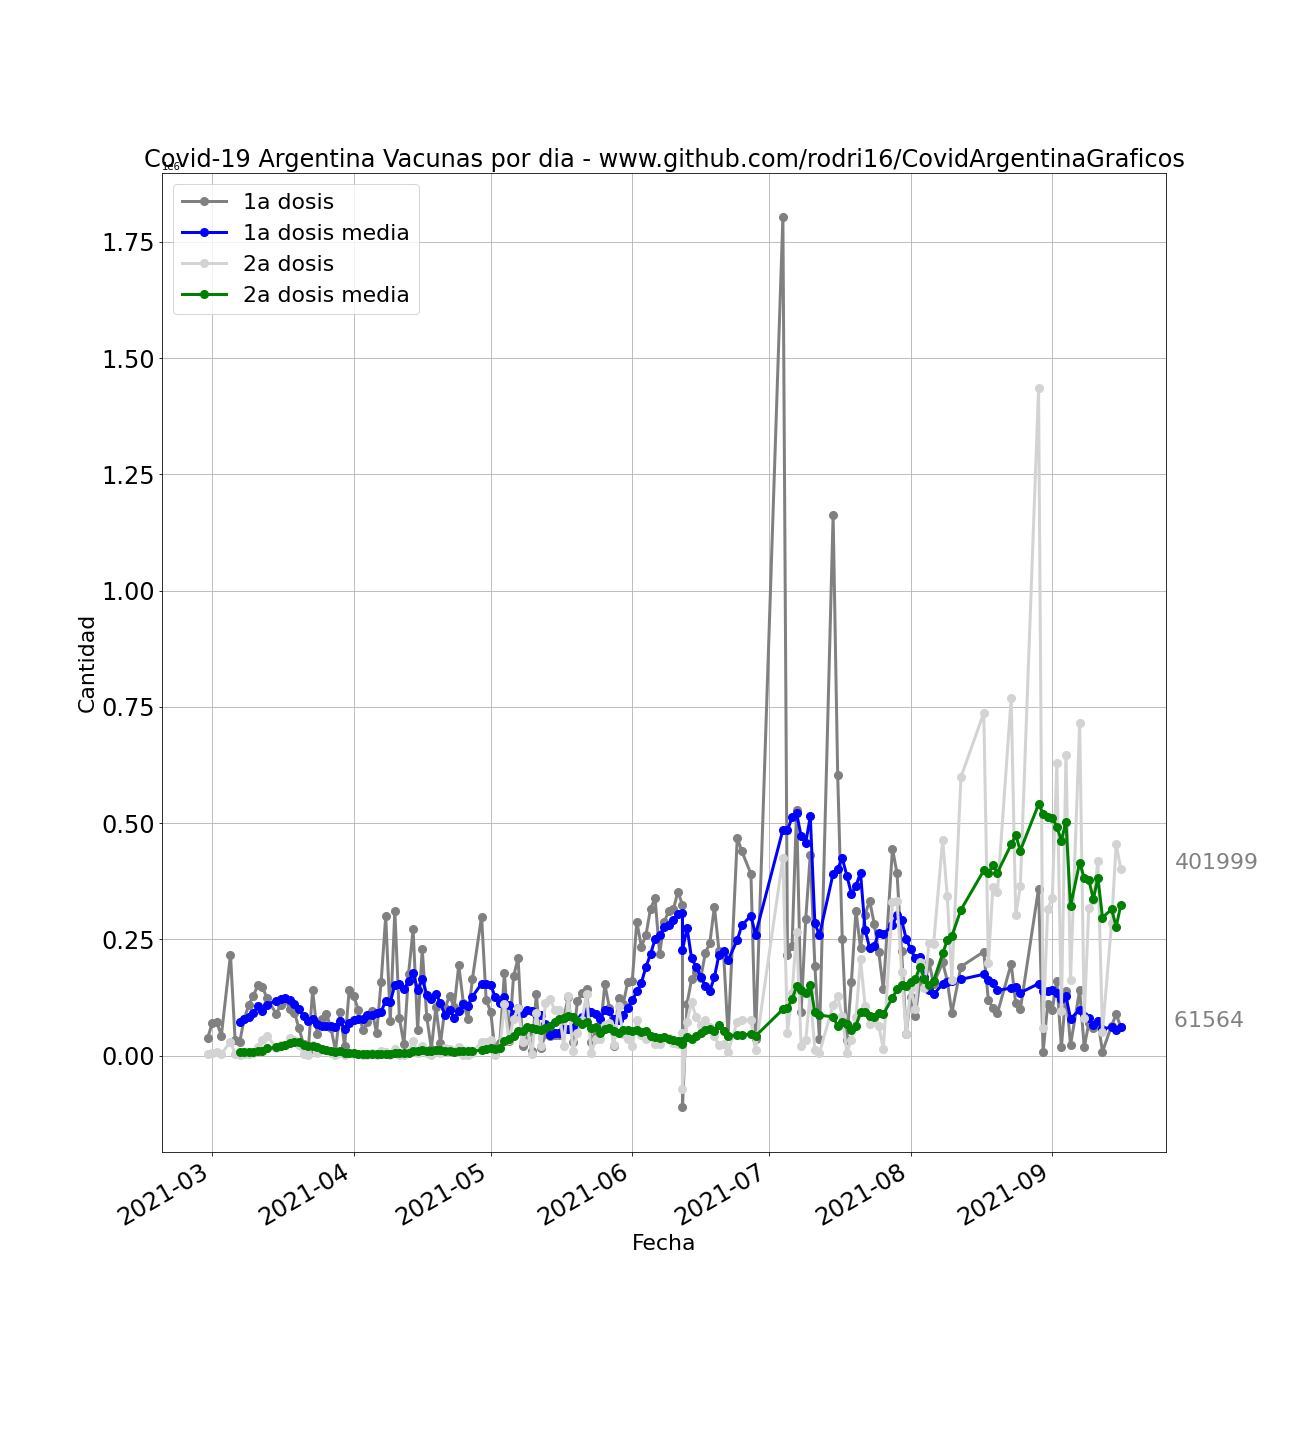 Covid-19 Argentina Vacunas por dia - www.github.com/rodri16/CovidArgentinaGraficos
1e6
1a dosis
1a dosis media
2a dosis
2a dosis media
1.75
1.50
1.25
1.00
0.75
0.50
0.25
0.00
Cantidad
401999
61564
2021-03
2021-04
2021-05
2021-06
2021-07
2021-08
2021-09
Fecha